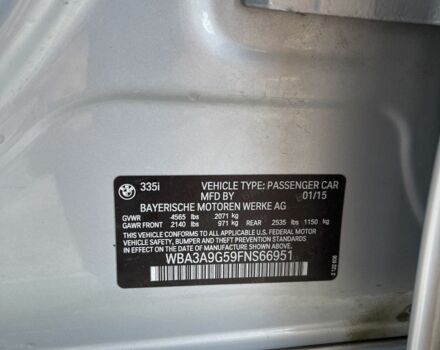 335i VEHICLE TYPE: PASSENGER CAR
MFD BY 01/15
BAYERISCHE MOTOREN WERKE AG
GVWR 4565 lbs 2071 kg
GAWR FRONT 2140 lbs 971 kg REAR 2535 lbs 1150 kg
THIS VEHICLE CONFORMS TO ALL APPLICABLE U.S. FEDERAL MOTOR
VEHICLE SAFETY, BUMPER, AND THEFT PREVENTION STANDARDS
IN EFFECT ON THE DATE OF MANUFACTURE SHOWN ABOVE.
WBA3A9G59FNS66951